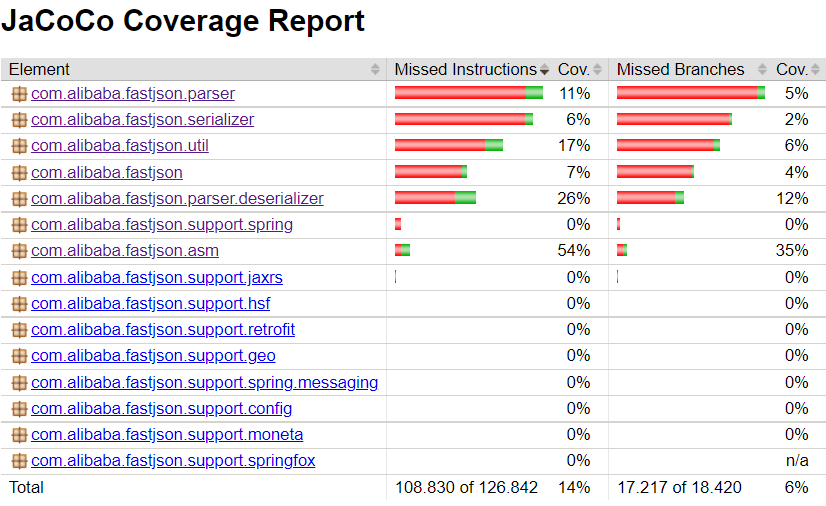 JaCoCo Coverage Report
Element Missed Instructions Cov. Missed Branches Cov.
com.alibaba.fastjson.parser 11% 5%
com.alibaba.fastjson.serializer 6% 2%
com.alibaba.fastjson.util 17% 6%
com.alibaba.fastjson 7% 4%
com.alibaba.fastjson.parser.deserializer 26% 12%
com.alibaba.fastjson.support.spring 0% 0%
com.alibaba.fastjson.asm 54% 35%
com.alibaba.fastjson.support.jaxrs 0% 0%
com.alibaba.fastjson.support.hsf 0% 0%
com.alibaba.fastjson.support.retrofit 0% 0%
com.alibaba.fastjson.support.geo 0% 0%
com.alibaba.fastjson.support.spring.messaging 0% 0%
com.alibaba.fastjson.support.config 0% 0%
com.alibaba.fastjson.support.moneta 0% 0%
com.alibaba.fastjson.support.springfox 0% n/a
Total 108.830 of 126.842 14% 17.217 of 18.420 6%